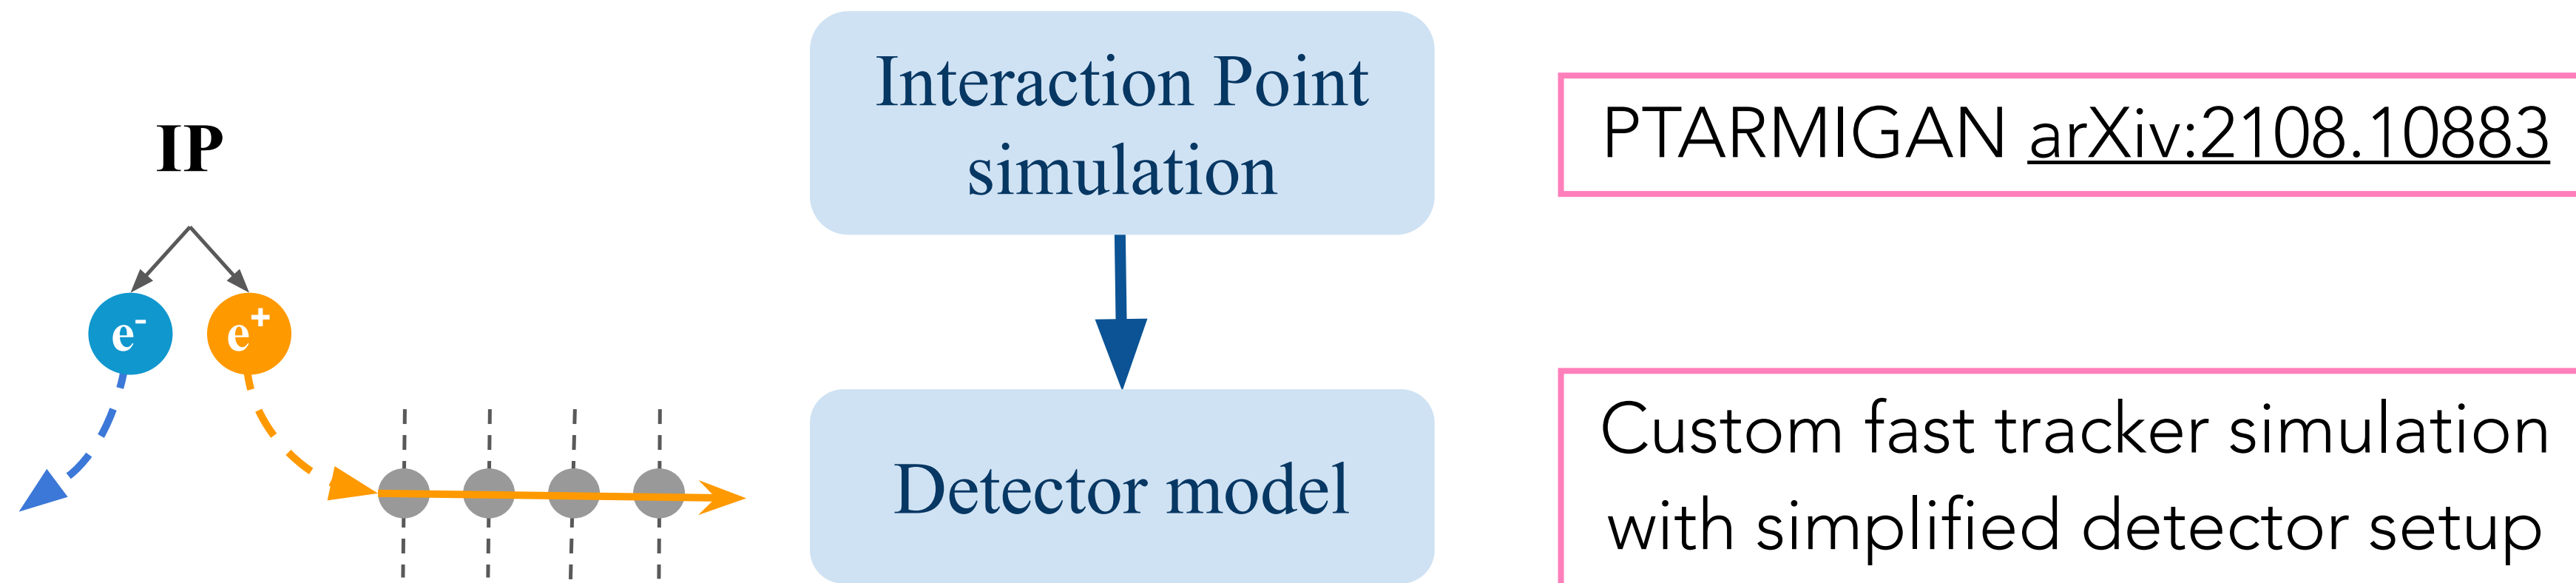 IP
e-
e+
Interaction Point
simulation
Detector model
PTARMIGAN arXiv:2108.10883
Custom fast tracker simulation
with simplified detector setup